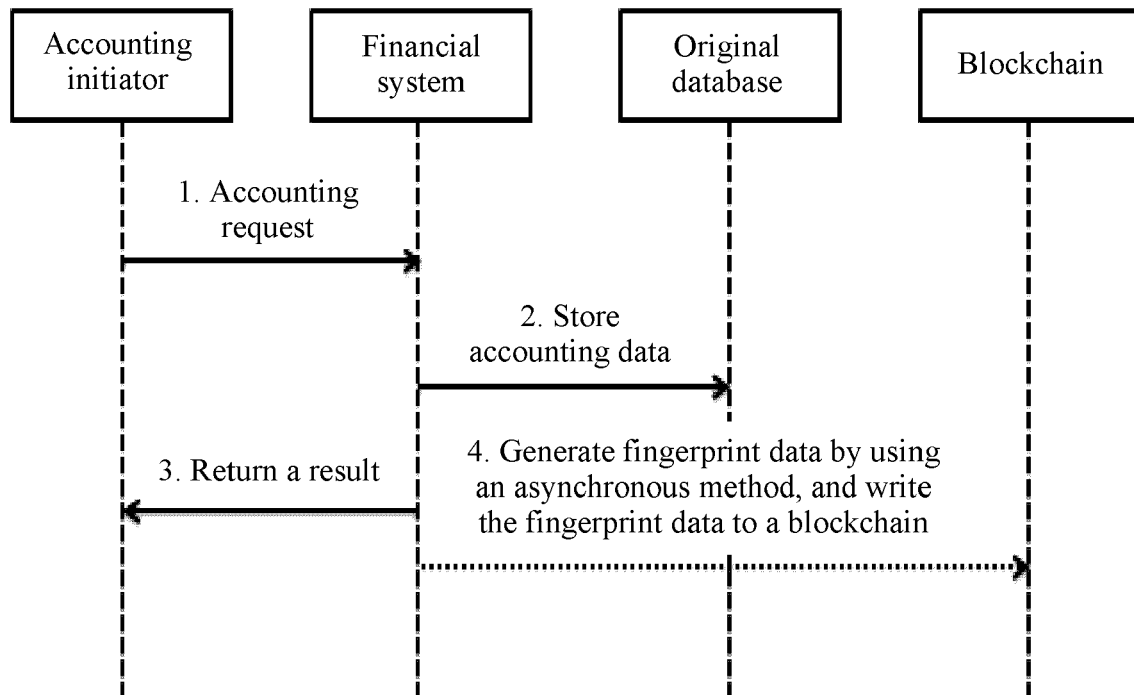 Accounting
initiator
Financial
system
Original
database
Blockchain
1. Accounting
request
2. Store
accounting data
3. Return a result
4. Generate fingerprint data by using
an asynchronous method, and write
the fingerprint data to a blockchain